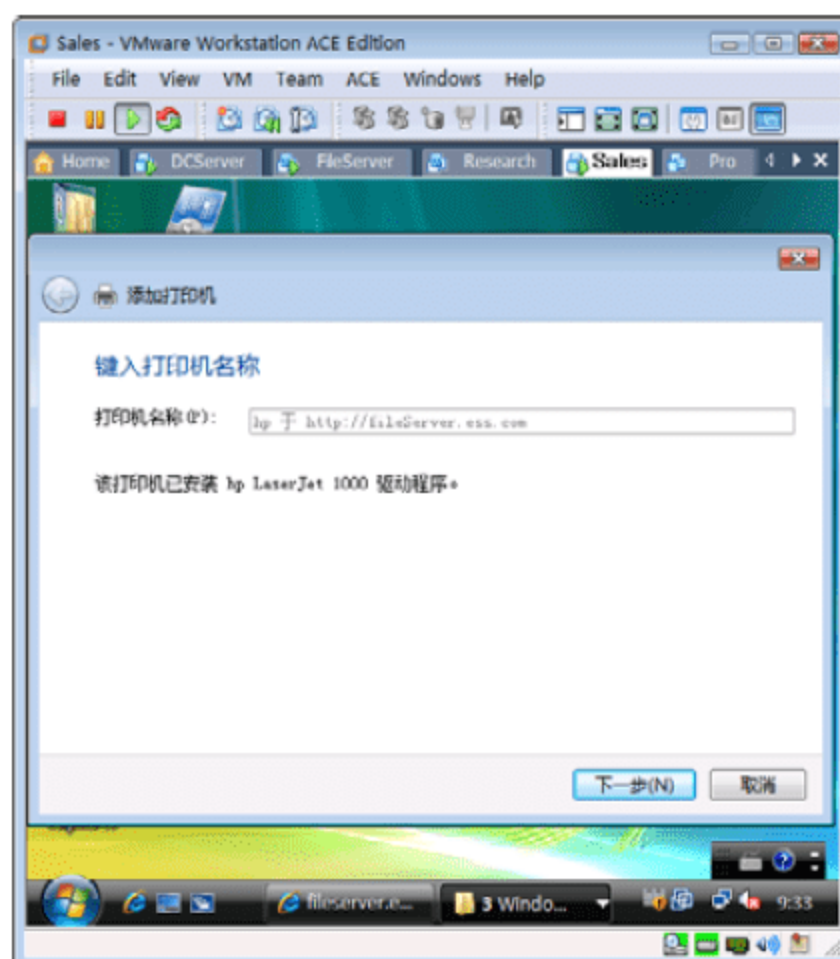 Sales - VMware Workstation ACE Edition
File Edit View VM Team ACE Windows Help
Home DCServer FileServer Research Sales Pro
添加打印机
键入打印机名称
打印机名称(P): hp 于 http://fileServer.ess.com
该打印机已安装 hp LaserJet 1000 驱动程序。
下一步(N) 取消
fileserver.e... 3 Windo... 9:33